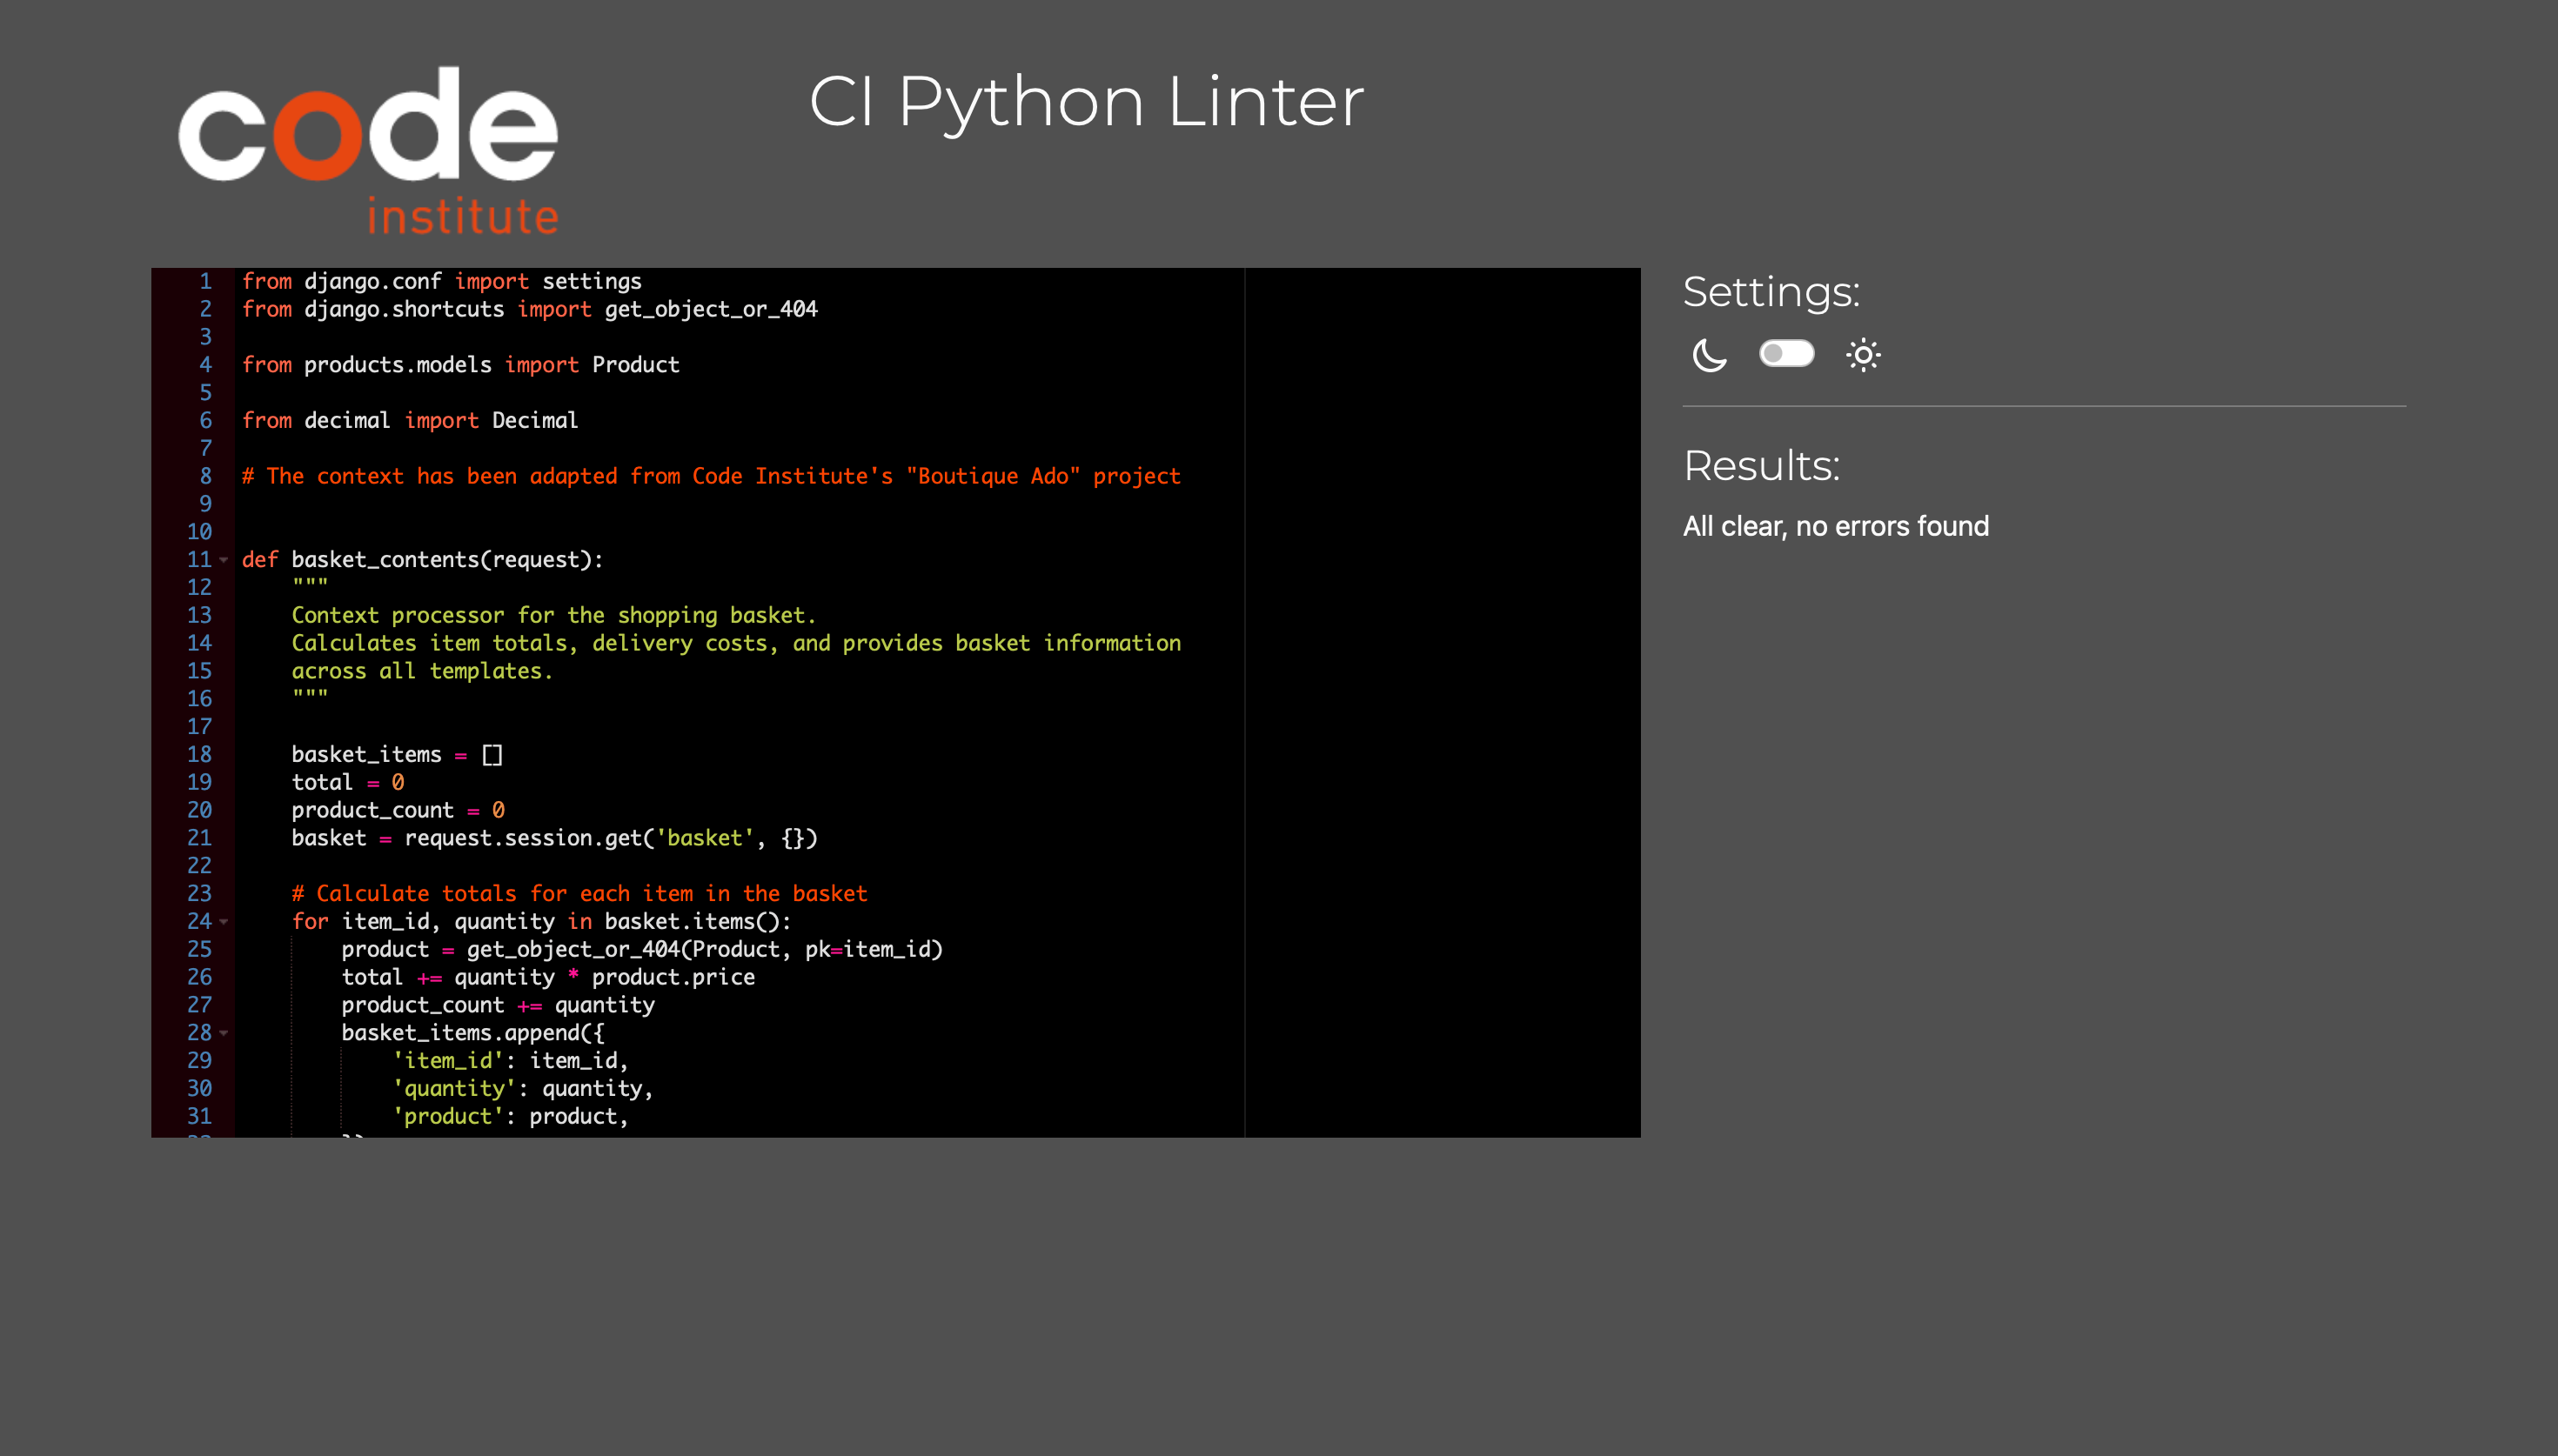 code
institute
CI Python Linter
1 from django.conf import settings
2 from django.shortcuts import get_object_or_404
3
4 from products.models import Product
5
6 from decimal import Decimal
7
8 # The context has been adapted from Code Institute's "Boutique Ado" project
9
10
11 def basket_contents(request):
12     """
13     Context processor for the shopping basket.
14     Calculates item totals, delivery costs, and provides basket information
15     across all templates.
16     """
17
18     basket_items = []
19     total = 0
20     product_count = 0
21     basket = request.session.get('basket', {})
22
23     # Calculate totals for each item in the basket
24     for item_id, quantity in basket.items():
25         product = get_object_or_404(Product, pk=item_id)
26         total += quantity * product.price
27         product_count += quantity
28         basket_items.append({
29             'item_id': item_id,
30             'quantity': quantity,
31             'product': product,
Settings:
Results:
All clear, no errors found